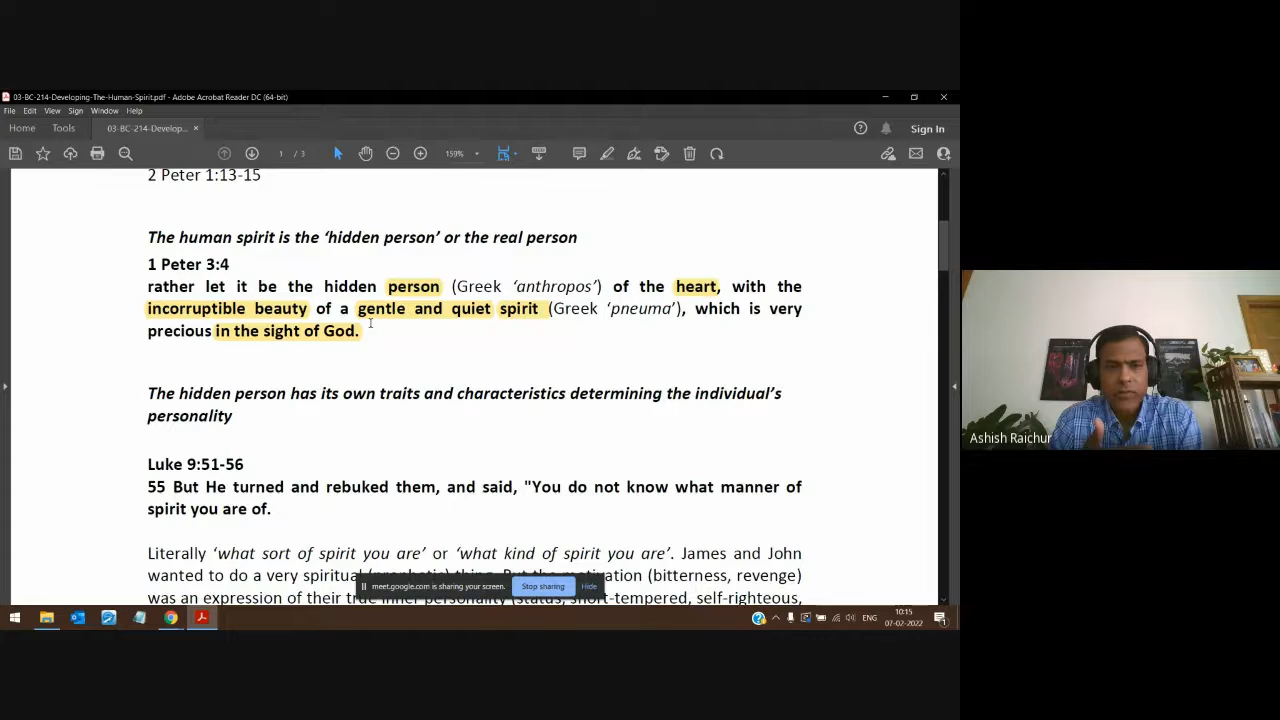 03-BC-214-Developing-The-Human-Spirit.pdf - Adobe Acrobat Reader DC (64-bit)
File Edit View Sign Window Help
Home Tools 03-BC-214-Develop... × Sign In
1 / 3 159%
2 Peter 1:13-15
The human spirit is the ‘hidden person’ or the real person
1 Peter 3:4
rather let it be the hidden person (Greek ‘anthropos’) of the heart, with the
incorruptible beauty of a gentle and quiet spirit (Greek ‘pneuma’), which is very
precious in the sight of God.
The hidden person has its own traits and characteristics determining the individual’s
personality
Luke 9:51-56
55 But He turned and rebuked them, and said, "You do not know what manner of
spirit you are of.
Literally ‘what sort of spirit you are’ or ‘what kind of spirit you are’. James and John
wanted to do a very spiritual (prophetic) thing. But the motivation (bitterness, revenge)
was an expression of their true inner personality (status, short-tempered, self-righteous,
meet.google.com is sharing your screen. Stop sharing Hide
ENG 10:15
07-02-2022
Ashish Raichur